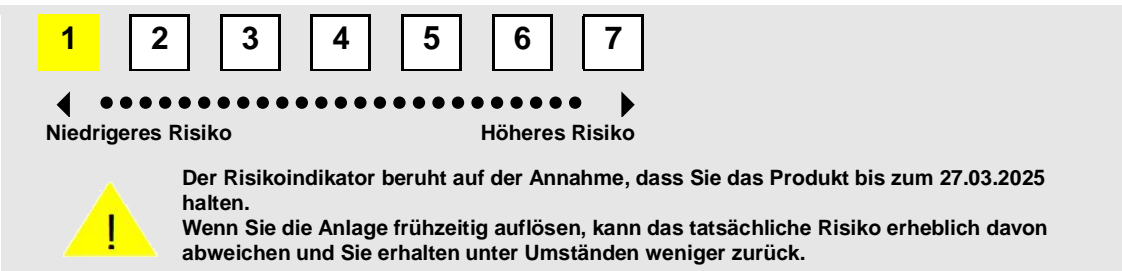 1 2 3 4 5 6 7
Niedrigeres Risiko Höheres Risiko
Der Risikoindikator beruht auf der Annahme, dass Sie das Produkt bis zum 27.03.2025
halten.
Wenn Sie die Anlage frühzeitig auflösen, kann das tatsächliche Risiko erheblich davon
abweichen und Sie erhalten unter Umständen weniger zurück.
!